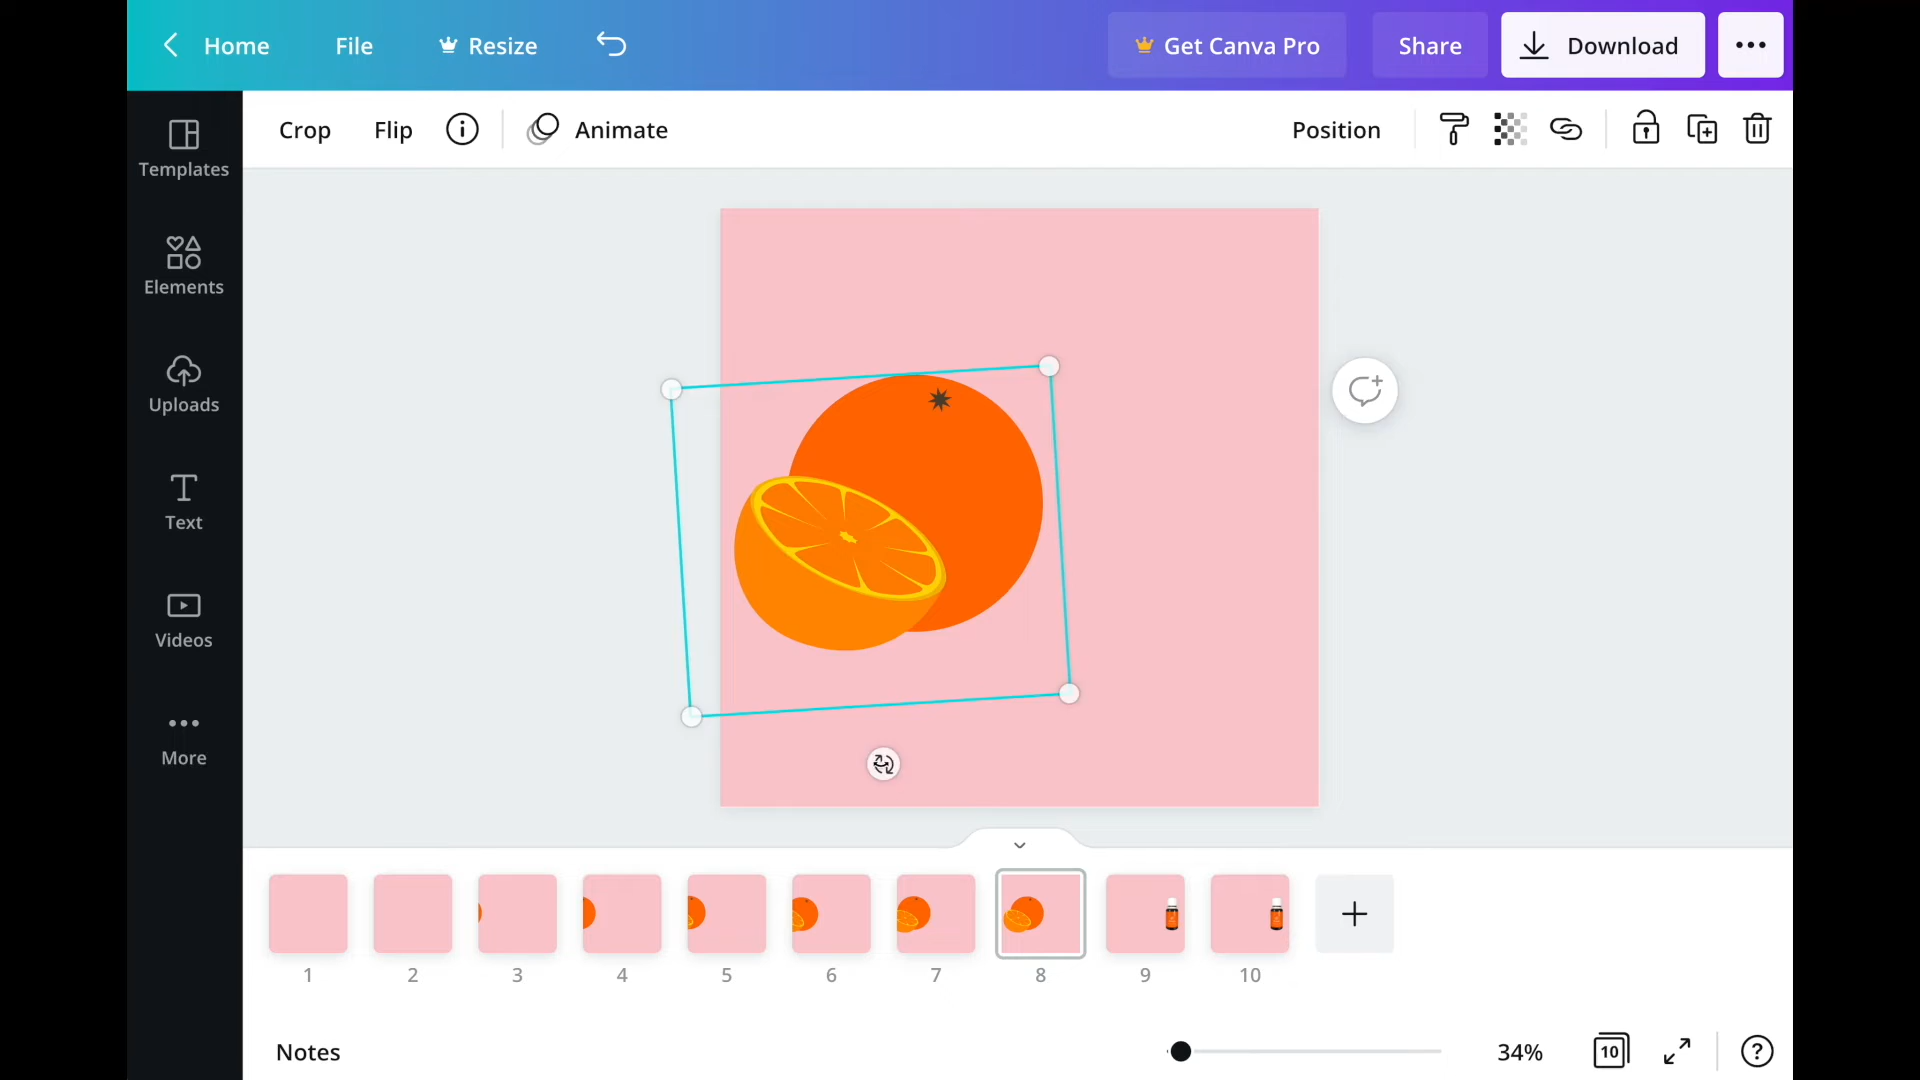 Home File Resize Get Canva Pro Share Download
Crop Flip Animate Position
Templates
Elements
Uploads
Text
Videos
More
1 2 3 4 5 6 7 8 9 10
Notes 34% 10 ?